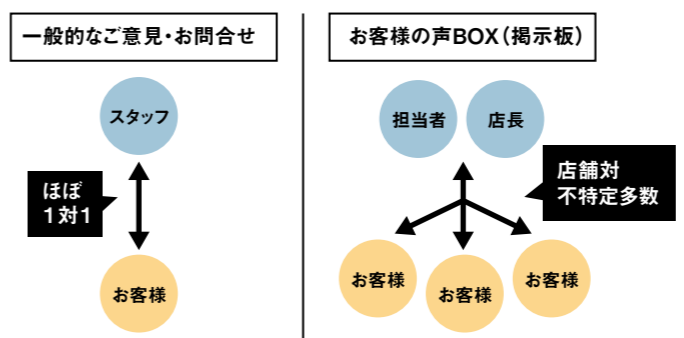 一般的なご意見・お問合せ
スタッフ
ほぼ
1対1
お客様
お客様の声BOX（掲示板）
担当者
店長
店舗対
不特定多数
お客様
お客様
お客様